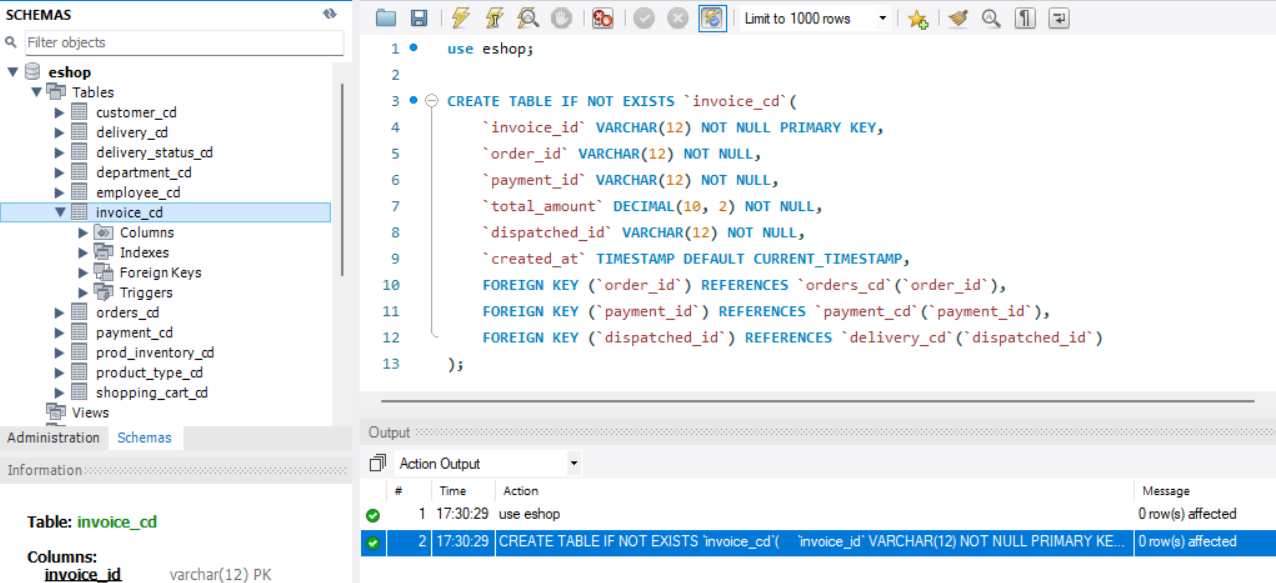 SCHEMAS
Filter objects
eshop
Tables
customer_cd
delivery_cd
delivery_status_cd
department_cd
employee_cd
invoice_cd
Columns
Indexes
Foreign Keys
Triggers
orders_cd
payment_cd
prod_inventory_cd
product_type_cd
shopping_cart_cd
Views
Administration Schemas
Information
Table: invoice_cd
Columns:
invoice_id varchar(12) PK
Limit to 1000 rows
1 use eshop;
2
3 CREATE TABLE IF NOT EXISTS `invoice_cd`(
4 `invoice_id` VARCHAR(12) NOT NULL PRIMARY KEY,
5 `order_id` VARCHAR(12) NOT NULL,
6 `payment_id` VARCHAR(12) NOT NULL,
7 `total_amount` DECIMAL(10, 2) NOT NULL,
8 `dispatched_id` VARCHAR(12) NOT NULL,
9 `created_at` TIMESTAMP DEFAULT CURRENT_TIMESTAMP,
10 FOREIGN KEY (`order_id`) REFERENCES `orders_cd`(`order_id`),
11 FOREIGN KEY (`payment_id`) REFERENCES `payment_cd`(`payment_id`),
12 FOREIGN KEY (`dispatched_id`) REFERENCES `delivery_cd`(`dispatched_id`)
13 );
Output
Action Output
# Time Action Message
1 17:30:29 use eshop 0 row(s) affected
2 17:30:29 CREATE TABLE IF NOT EXISTS `invoice_cd`( `invoice_id` VARCHAR(12) NOT NULL PRIMARY KE... 0 row(s) affected